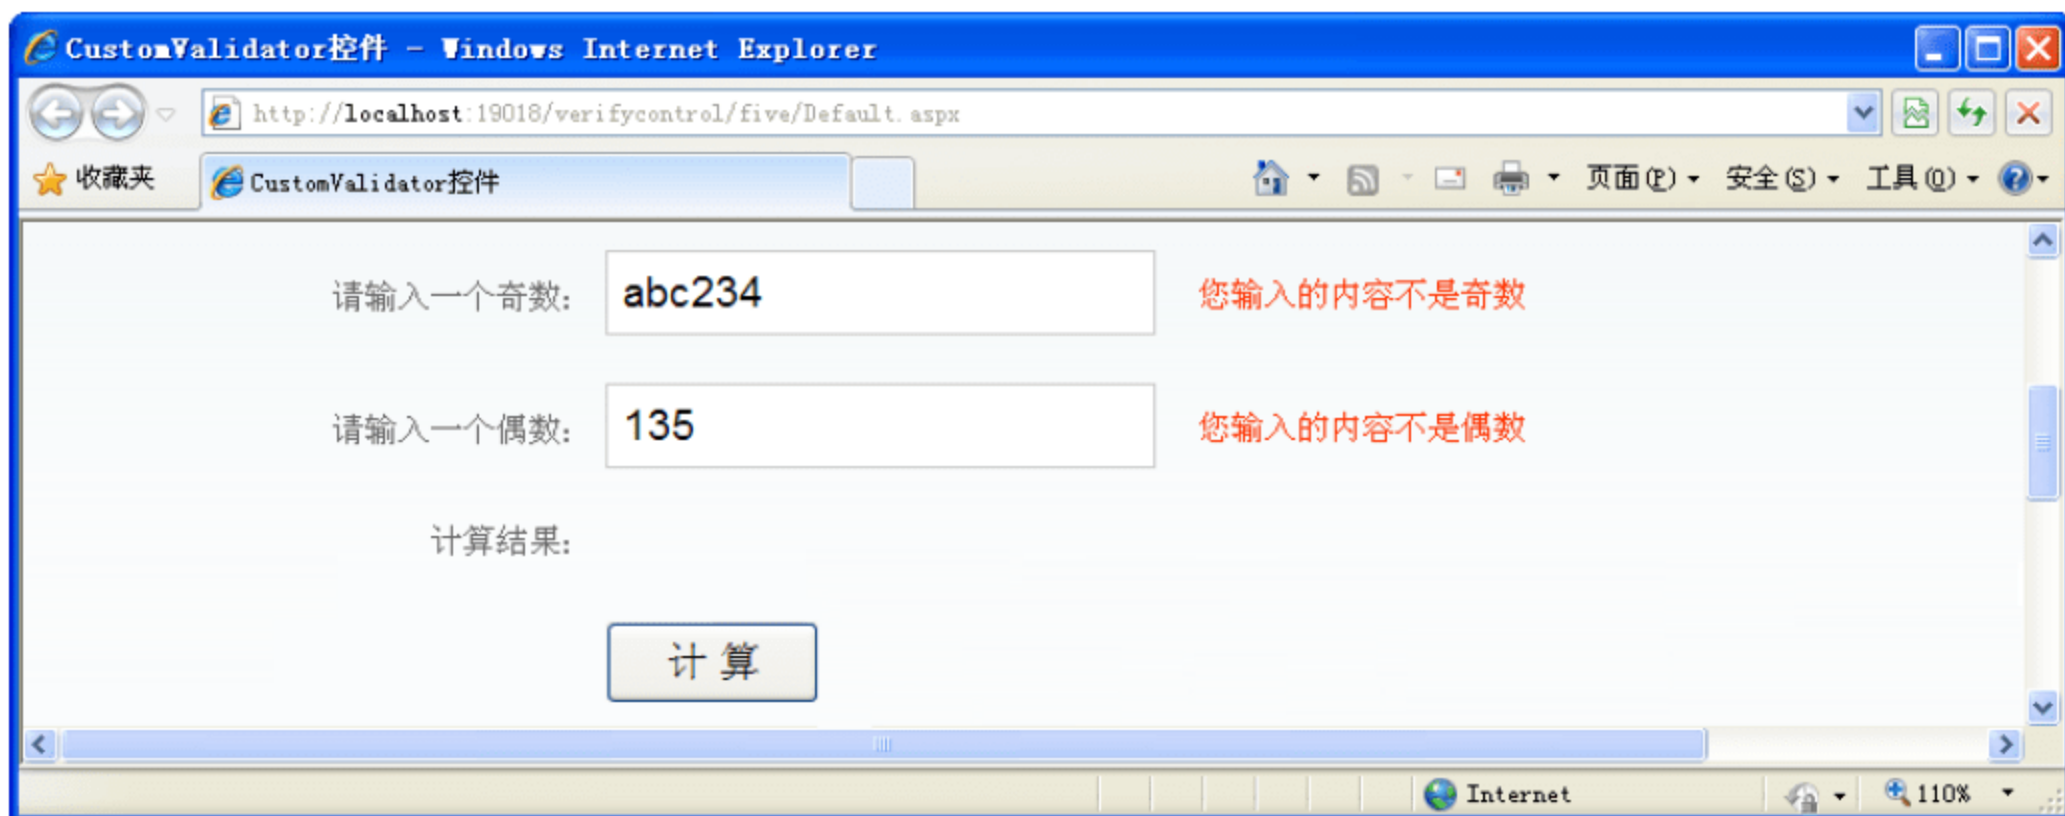 CustomValidator控件 - Windows Internet Explorer
http://localhost:19018/verifycontrol/five/Default.aspx
收藏夹 CustomValidator控件 页面(P) 安全(S) 工具(O)
请输入一个奇数: abc234 您输入的内容不是奇数
请输入一个偶数: 135 您输入的内容不是偶数
计算结果:
计 算
Internet 110%